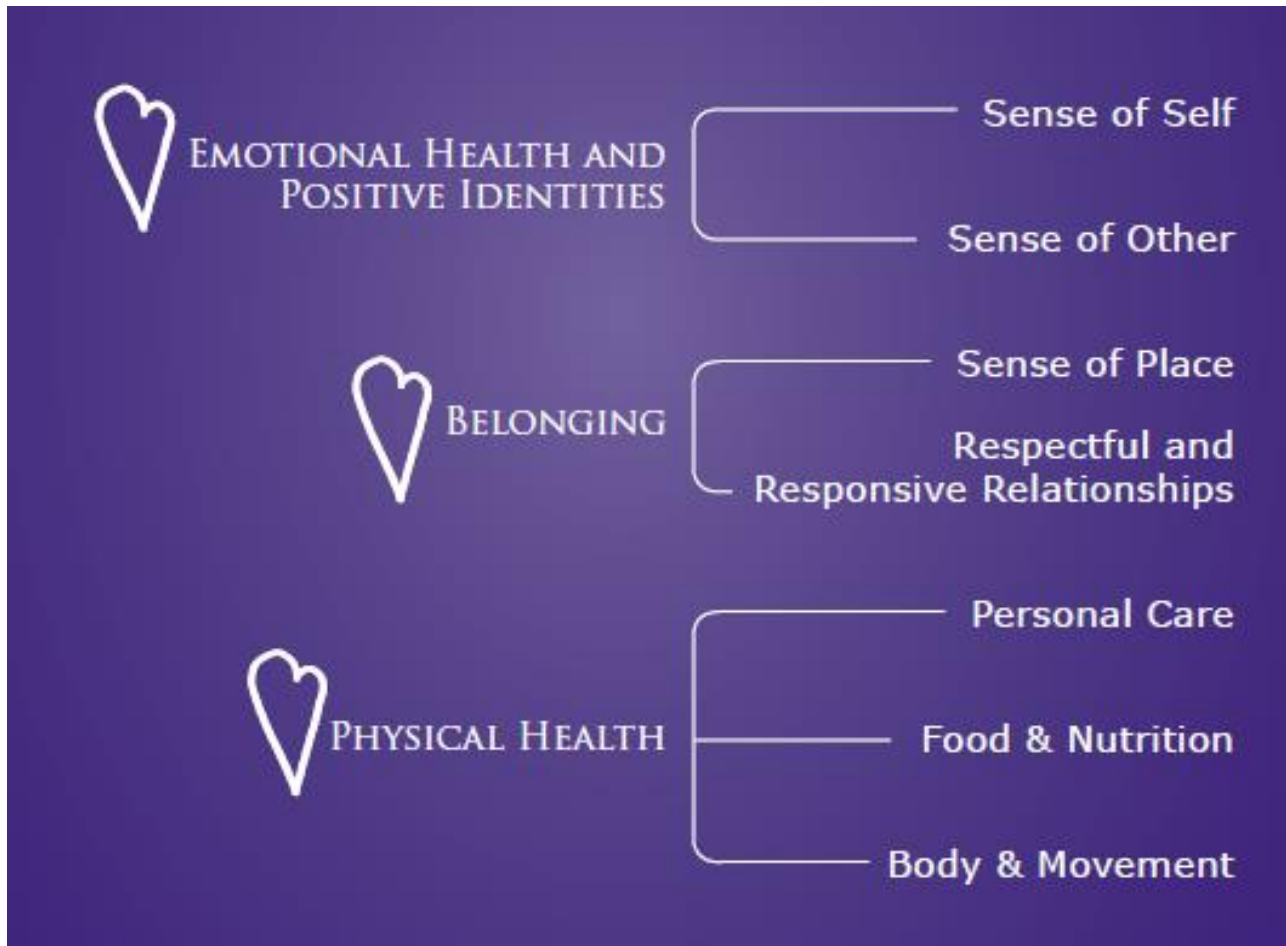 EMOTIONAL HEALTH AND
POSITIVE IDENTITIES
Sense of Self
Sense of Other
BELONGING
Sense of Place
Respectful and
Responsive Relationships
PHYSICAL HEALTH
Personal Care
Food & Nutrition
Body & Movement